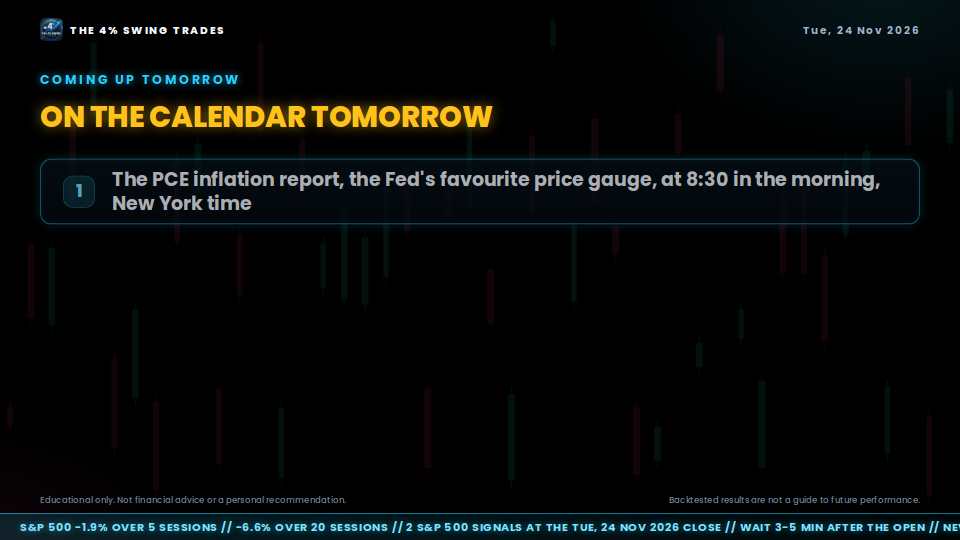 THE 4% SWING TRADES
Tue, 24 Nov 2026
COMING UP TOMORROW
ON THE CALENDAR TOMORROW
1
The PCE inflation report, the Fed's favourite price gauge, at 8:30 in the morning,
New York time
Educational only. Not financial advice or a personal recommendation.
Backtested results are not a guide to future performance.
S&P 500 -1.9% OVER 5 SESSIONS // -6.6% OVER 20 SESSIONS // 2 S&P 500 SIGNALS AT THE TUE, 24 NOV 2026 CLOSE // WAIT 3-5 MIN AFTER THE OPEN //